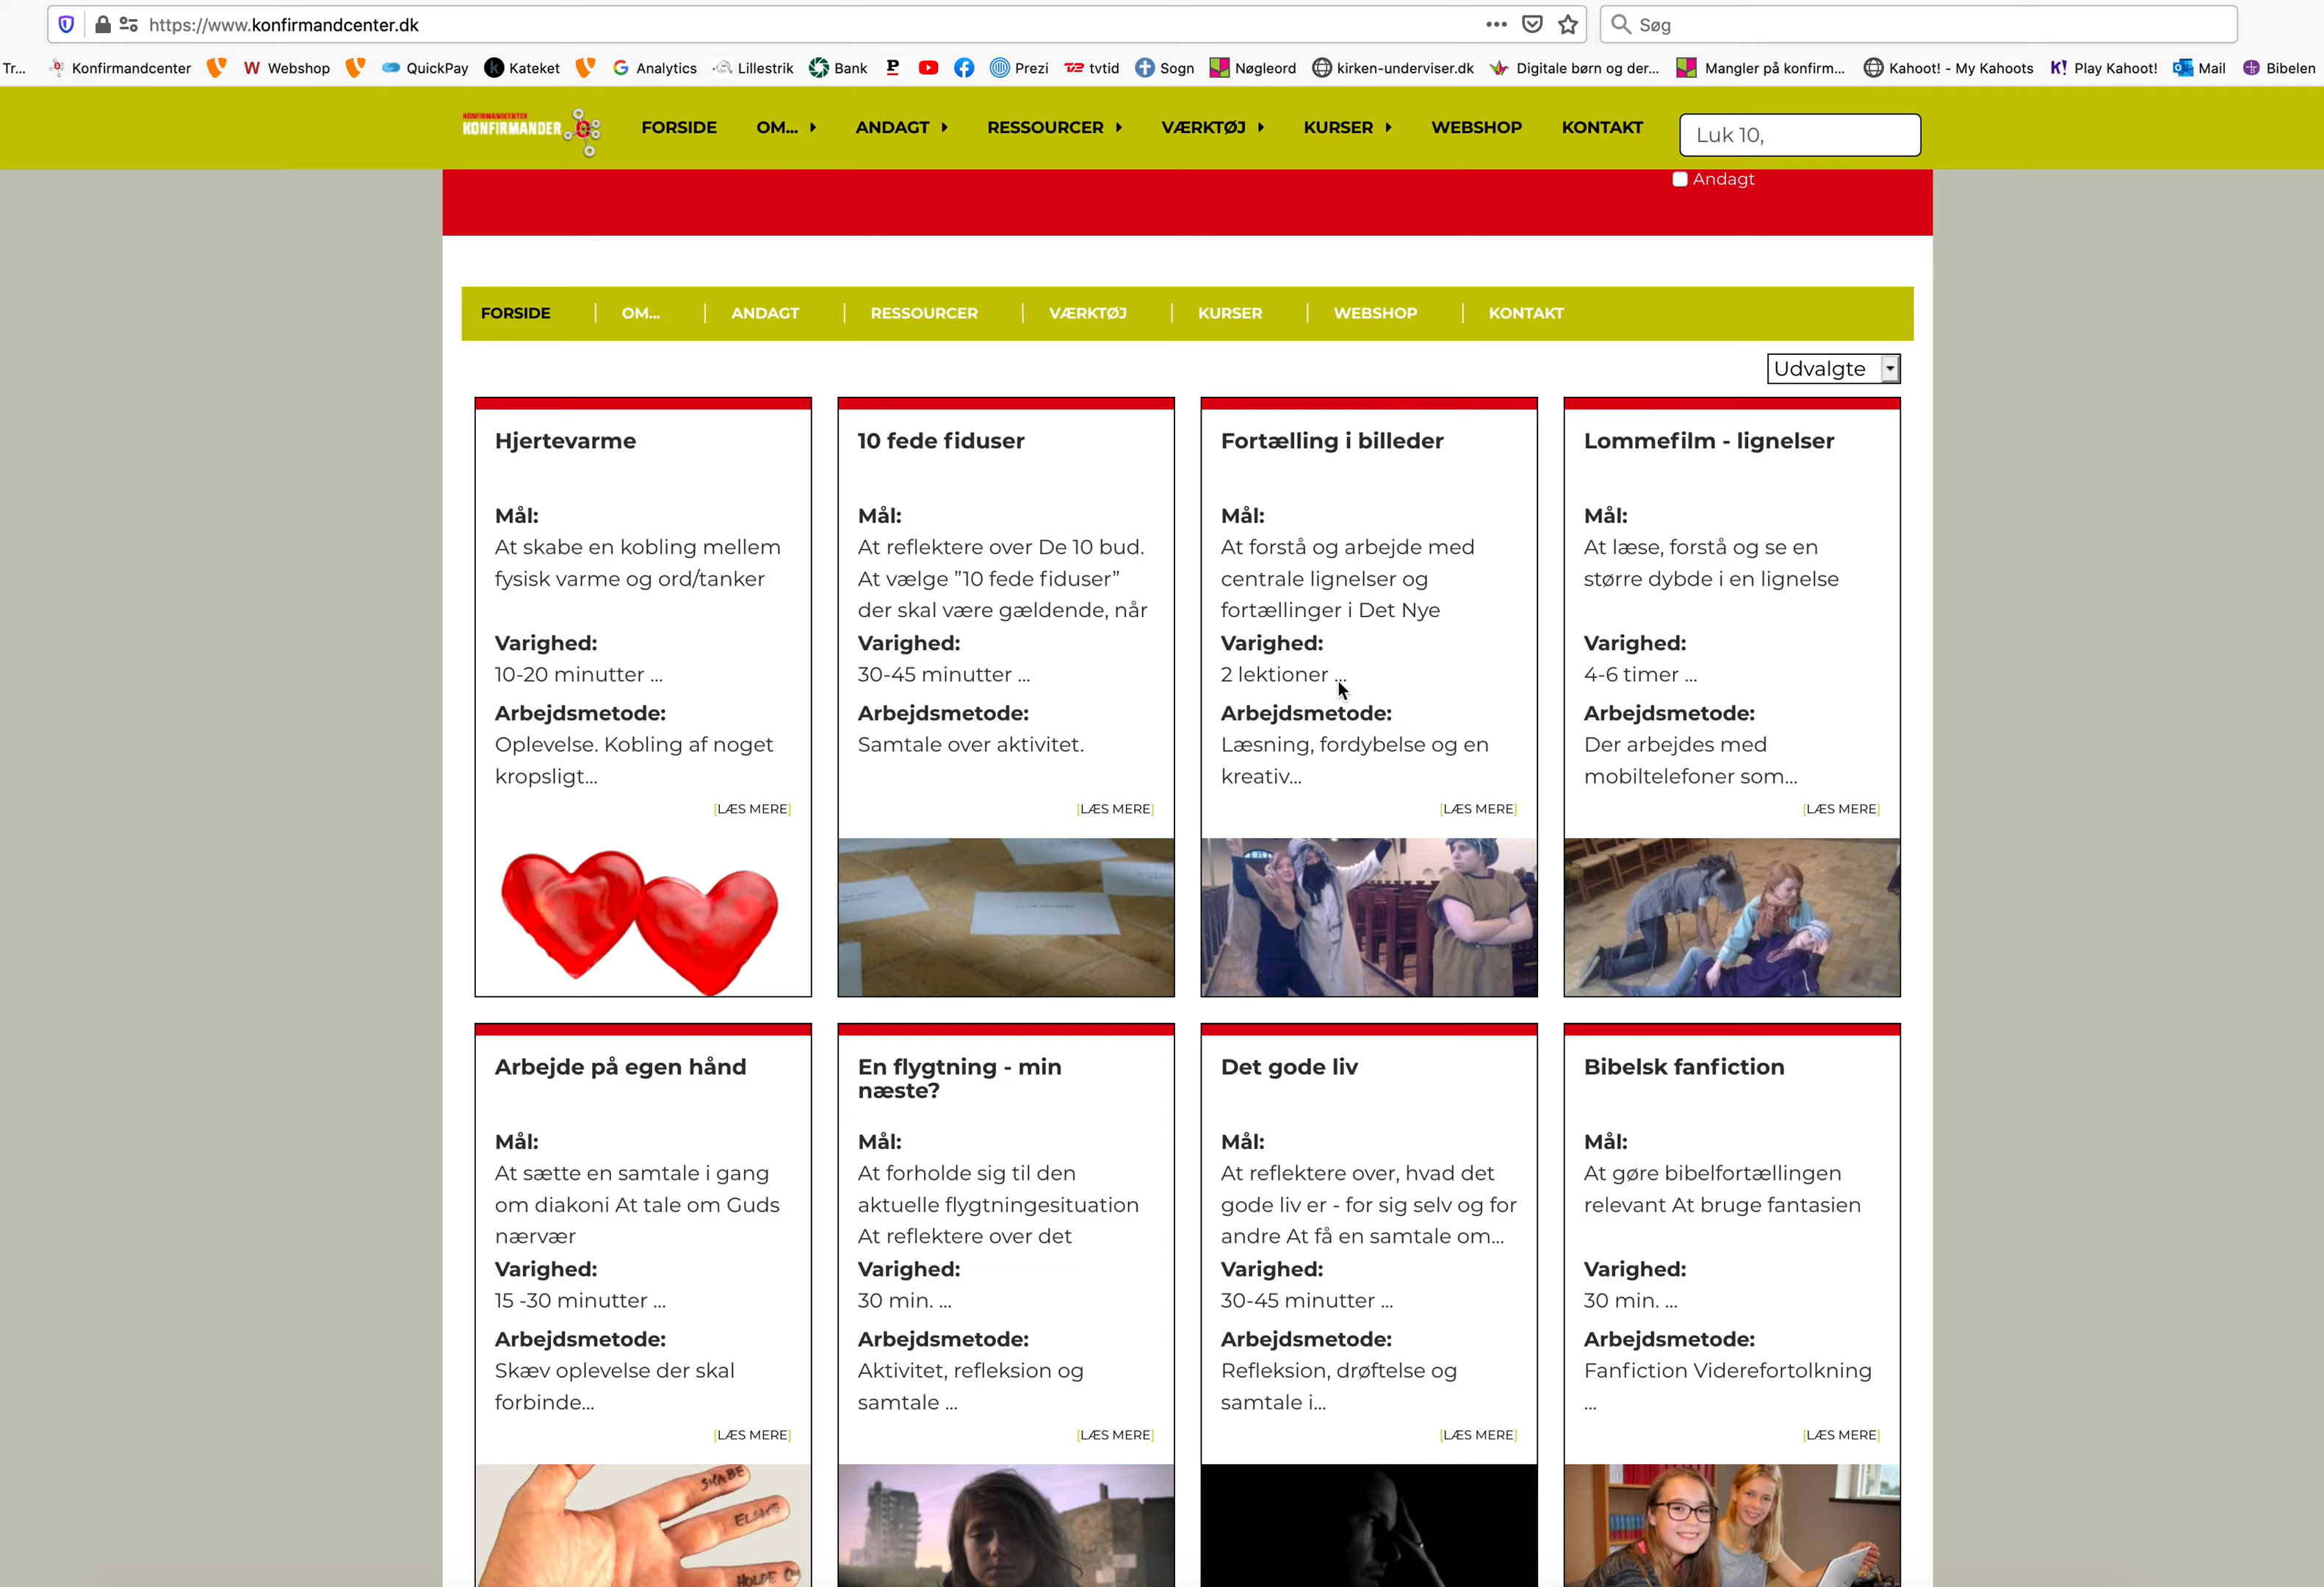 https://www.konfirmandcenter.dk
Søg
Tr...
Konfirmandcenter
Webshop
QuickPay
Kateket
Analytics
Lillestrik
Bank
Prezi
tvtid
Sogn
Nøgleord
kirken-underviser.dk
Digitale børn og der...
Mangler på konfirm...
Kahoot! - My Kahoots
Play Kahoot!
Mail
Bibelen
KONFIRMANDCENTER
KONFIRMANDER
FORSIDE
OM...
ANDAGT
RESSOURCER
VÆRKTØJ
KURSER
WEBSHOP
KONTAKT
Luk 10,
Andagt
FORSIDE
OM...
ANDAGT
RESSOURCER
VÆRKTØJ
KURSER
WEBSHOP
KONTAKT
Udvalgte
Hjertevarme
Mål:
At skabe en kobling mellem
fysisk varme og ord/tanker
Varighed:
10-20 minutter ...
Arbejdsmetode:
Oplevelse. Kobling af noget
kropsligt...
[LÆS MERE]
10 fede fiduser
Mål:
At reflektere over De 10 bud.
At vælge ”10 fede fiduser”
der skal være gældende, når
Varighed:
30-45 minutter ...
Arbejdsmetode:
Samtale over aktivitet.
[LÆS MERE]
Fortælling i billeder
Mål:
At forstå og arbejde med
centrale lignelser og
fortællinger i Det Nye
Varighed:
2 lektioner ...
Arbejdsmetode:
Læsning, fordybelse og en
kreativ...
[LÆS MERE]
Lommefilm - lignelser
Mål:
At læse, forstå og se en
større dybde i en lignelse
Varighed:
4-6 timer ...
Arbejdsmetode:
Der arbejdes med
mobiltelefoner som...
[LÆS MERE]
Arbejde på egen hånd
Mål:
At sætte en samtale i gang
om diakoni At tale om Guds
nærvær
Varighed:
15 -30 minutter ...
Arbejdsmetode:
Skæv oplevelse der skal
forbinde...
[LÆS MERE]
SKABE
ELSKE
HOLDE
En flygtning - min
næste?
Mål:
At forholde sig til den
aktuelle flygtningesituation
At reflektere over det
Varighed:
30 min. ...
Arbejdsmetode:
Aktivitet, refleksion og
samtale ...
[LÆS MERE]
Det gode liv
Mål:
At reflektere over, hvad det
gode liv er - for sig selv og for
andre At få en samtale om...
Varighed:
30-45 minutter ...
Arbejdsmetode:
Refleksion, drøftelse og
samtale i...
[LÆS MERE]
Bibelsk fanfiction
Mål:
At gøre bibelfortællingen
relevant At bruge fantasien
Varighed:
30 min. ...
Arbejdsmetode:
Fanfiction Viderefortolkning
...
[LÆS MERE]